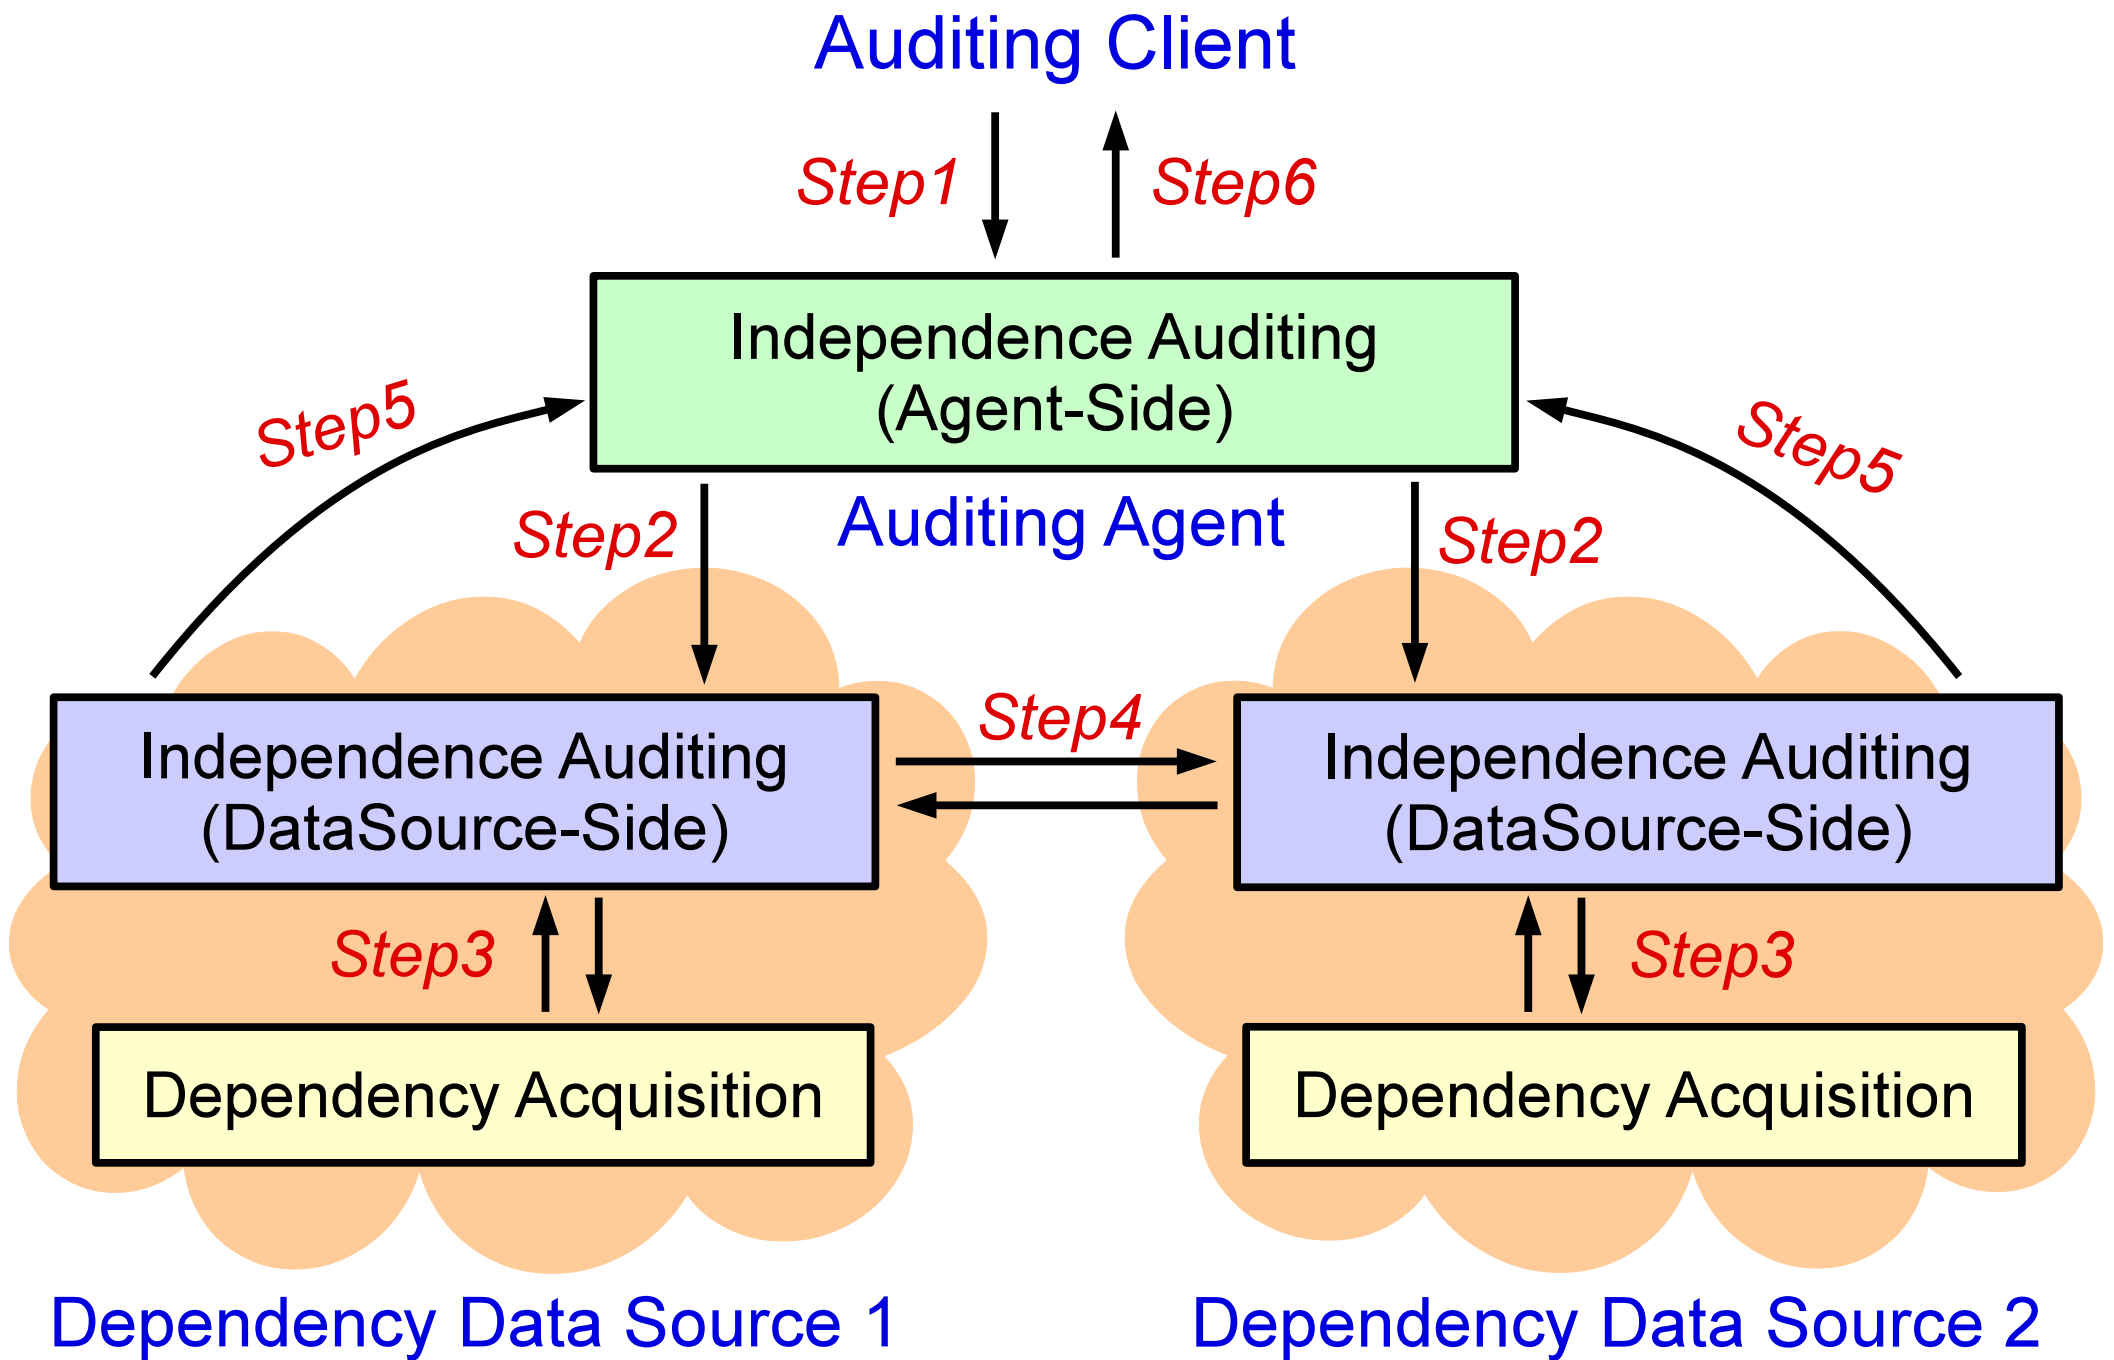 Auditing Client
Step1
Step6
Independence Auditing
(Agent-Side)
Step5
Step5
Step2
Auditing Agent
Step2
Step4
Independence Auditing
(DataSource-Side)
Independence Auditing
(DataSource-Side)
Step3
Step3
Dependency Acquisition
Dependency Acquisition
Dependency Data Source 1
Dependency Data Source 2